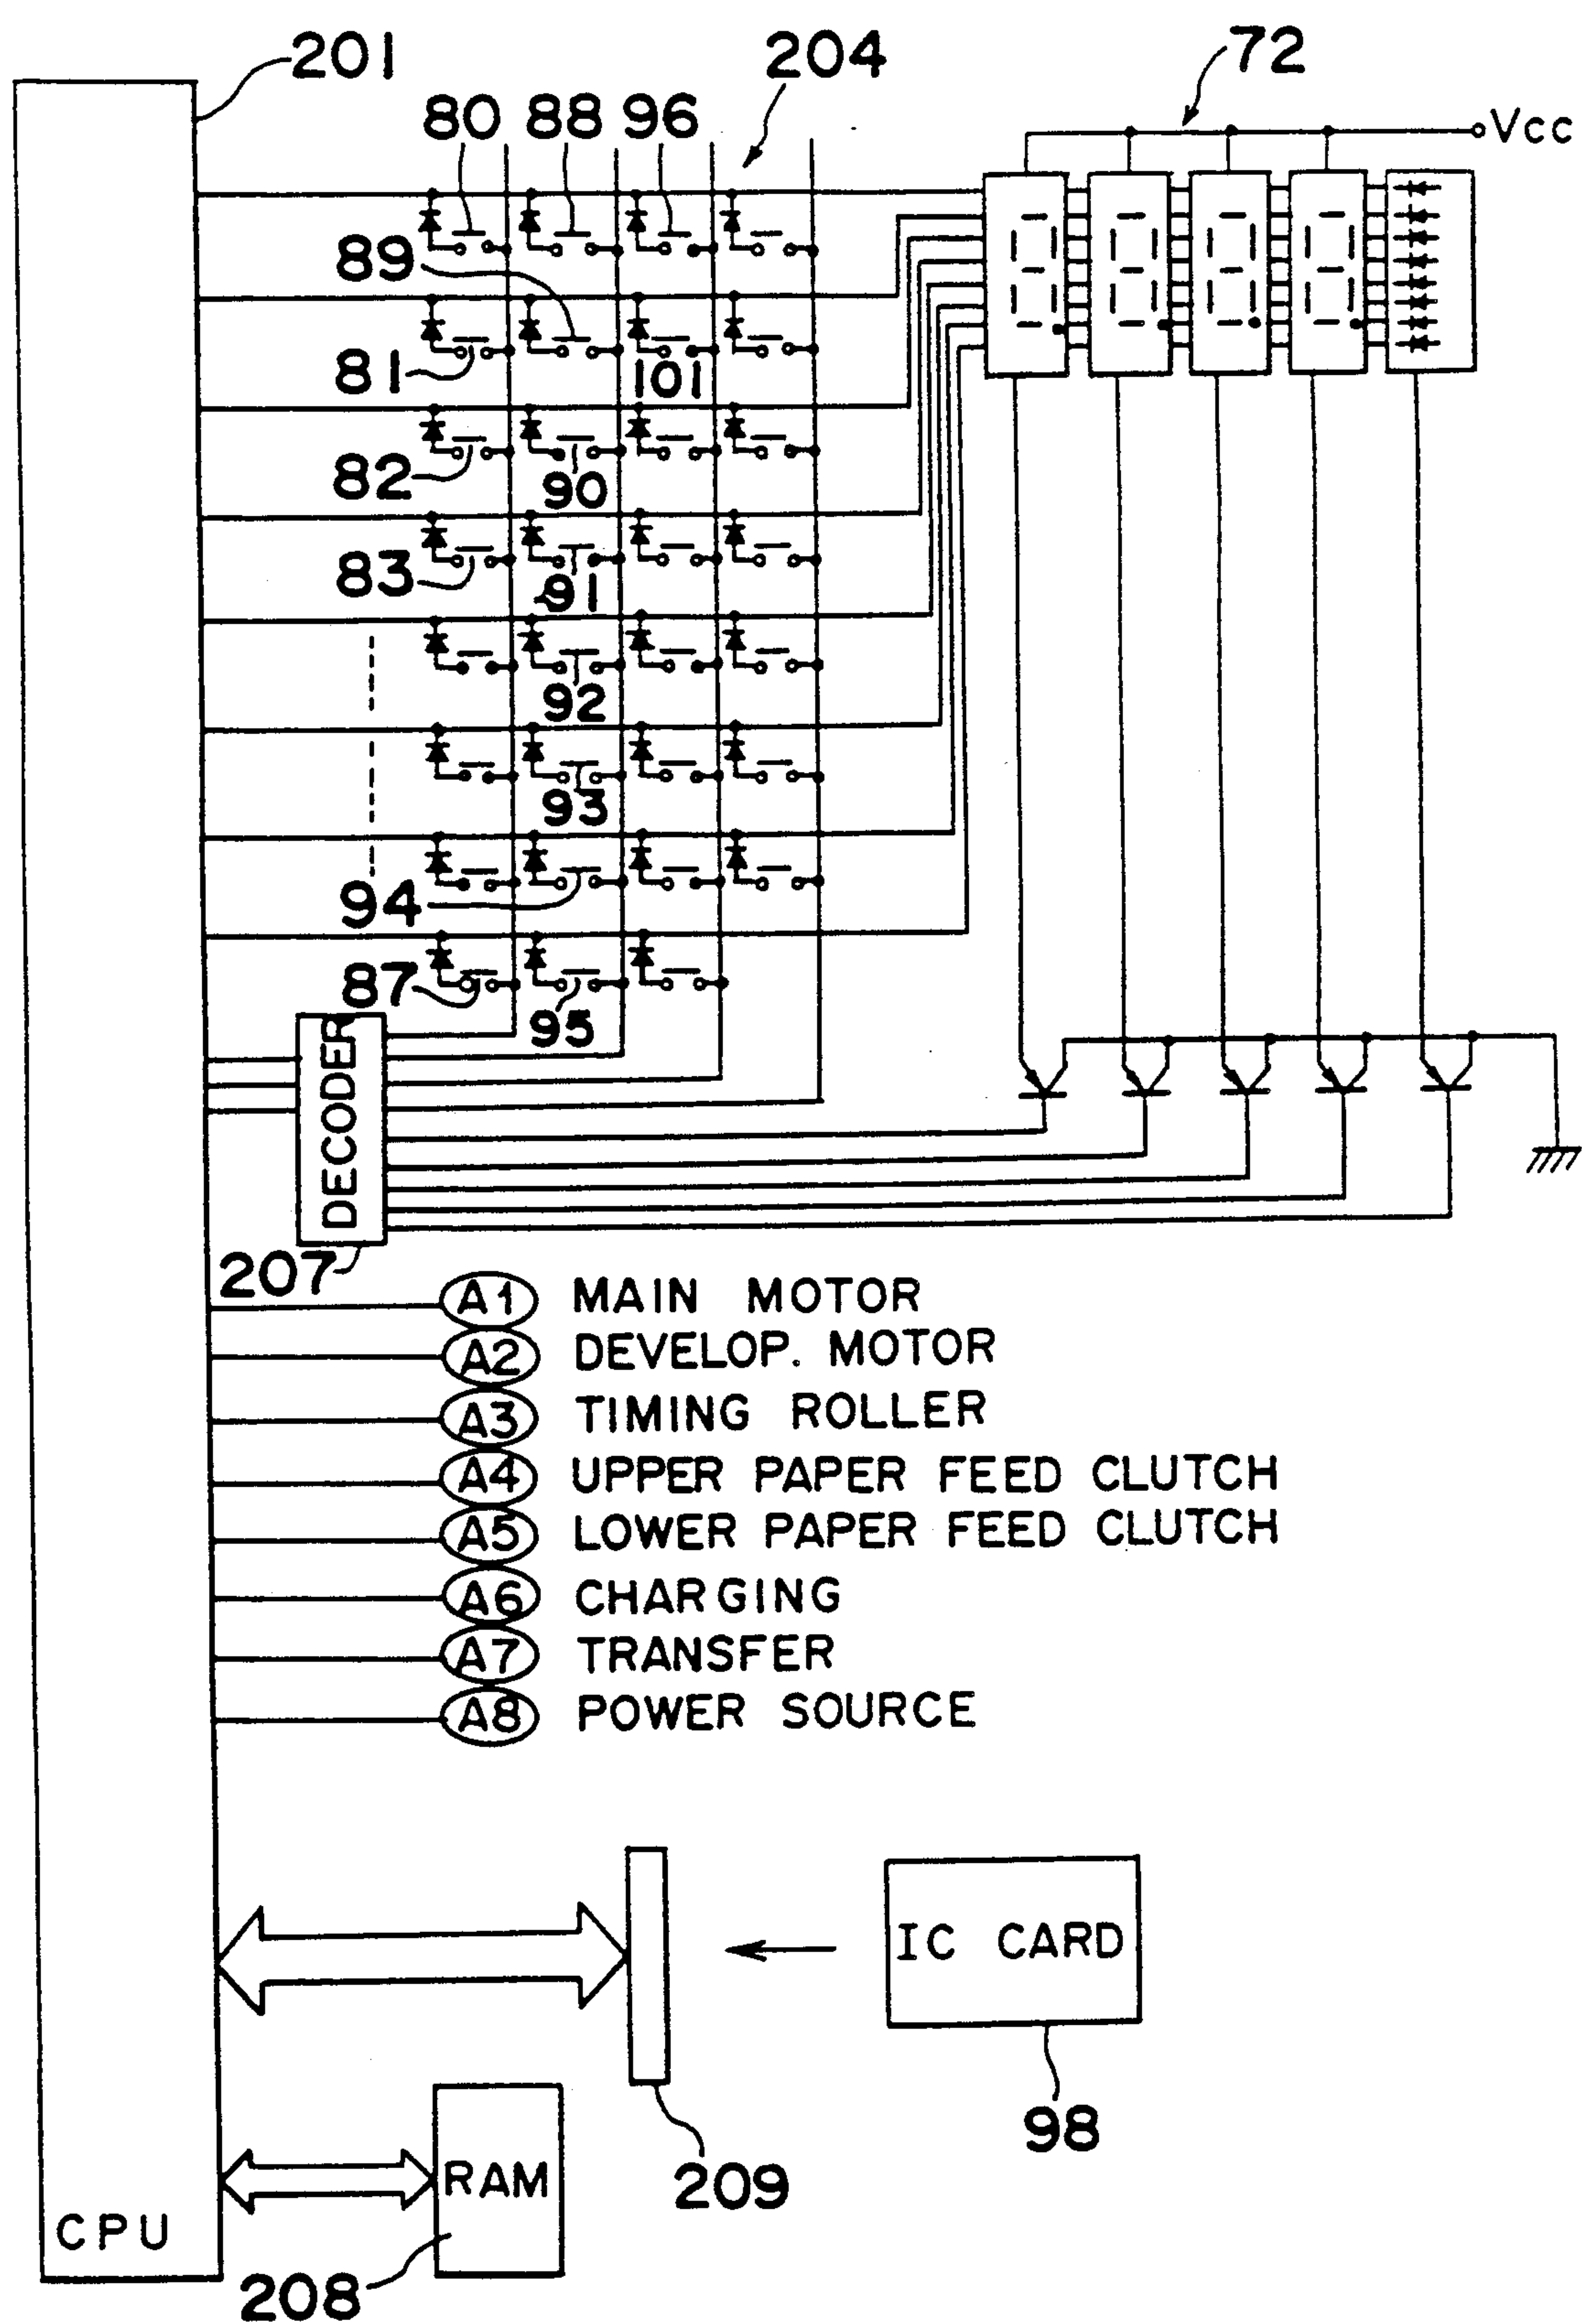 201
204
72
80 88 96
Vcc
89
81
101
82
90
83
91
92
93
94
87
95
DECODER
207
A1 MAIN MOTOR
A2 DEVELOP. MOTOR
A3 TIMING ROLLER
A4 UPPER PAPER FEED CLUTCH
A5 LOWER PAPER FEED CLUTCH
A6 CHARGING
A7 TRANSFER
A8 POWER SOURCE
IC CARD
98
209
RAM
CPU
208